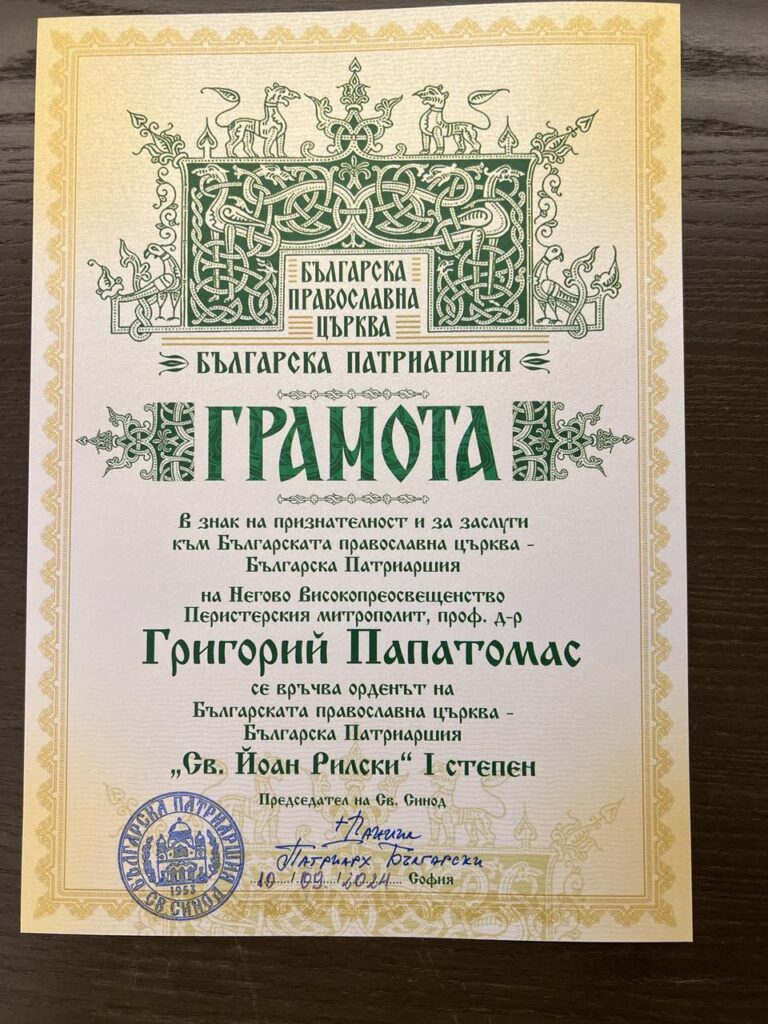 БЪЛГАРСКА
ПРАВОСЛАВНА
ЦЪРКВА
БЪЛГАРСКА ПАТРИАРШИЯ
ГРАМОТА
В знак на признателност и за заслуги
към Българската православна църква -
Българска Патриаршия
на Негово Високопреосвещенство
Перистерския митрополит, проф. д-р
Григорий Папатомас
се връчва орденът на
Българската православна църква -
Българска Патриаршия
„Св. Йоан Рилски“ I степен
Председател на Св. Синод
+ Даниил
Патриарх Български
10 / 09 / 2024 София
БЪЛГАРСКА ПАТРИАРШИЯ
1953
СВ. СИНОД